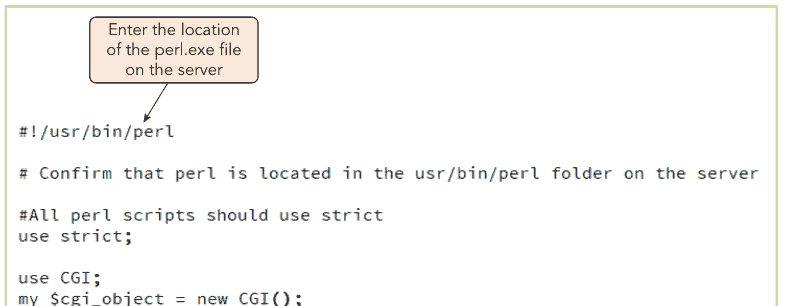 Enter the location
of the perl.exe file
on the server
#!/usr/bin/perl
# Confirm that perl is located in the usr/bin/perl folder on the server
#All perl scripts should use strict
use strict;
use CGI;
my $cgi_object = new CGI();